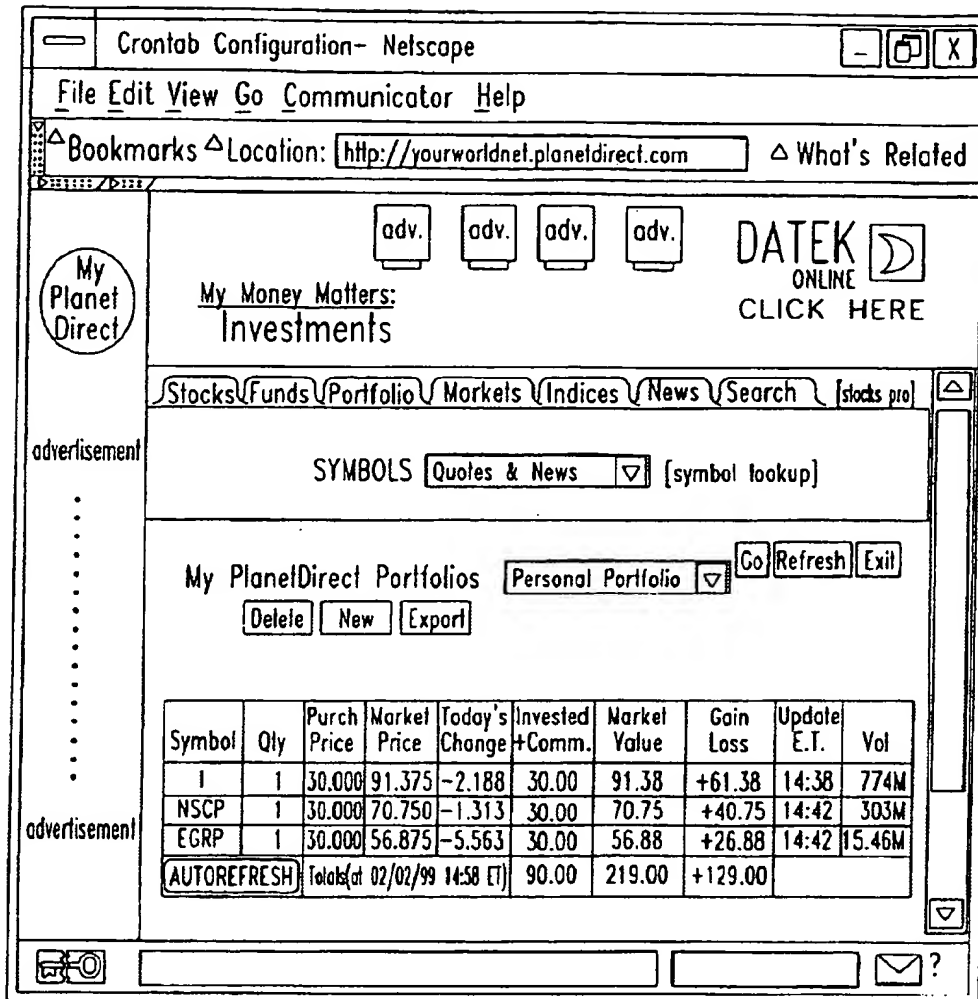 Crontab Configuration- Netscape _ X
File Edit View Go Communicator Help
Bookmarks Location: http://yourworldnet.planetdirect.com What's Related
adv. adv. adv. adv.
DATEK
ONLINE
CLICK HERE
My
Planet
Direct
My Money Matters:
Investments
Stocks Funds Portfolio Markets Indices News Search [stocks pro]
advertisement
SYMBOLS Quotes & News [symbol lookup]
My PlanetDirect Portfolios Personal Portfolio Go Refresh Exit
Delete New Export
Symbol Qty Purch Price Market Price Today's Change Invested +Comm. Market Value Gain Loss Update E.T. Vol
I 1 30.000 91.375 -2.188 30.00 91.38 +61.38 14:38 774M
NSCP 1 30.000 70.750 -1.313 30.00 70.75 +40.75 14:42 303M
EGRP 1 30.000 56.875 -5.563 30.00 56.88 +26.88 14:42 15.46M
AUTOREFRESH Totals(at 02/02/99 14:58 ET) 90.00 219.00 +129.00
advertisement
?